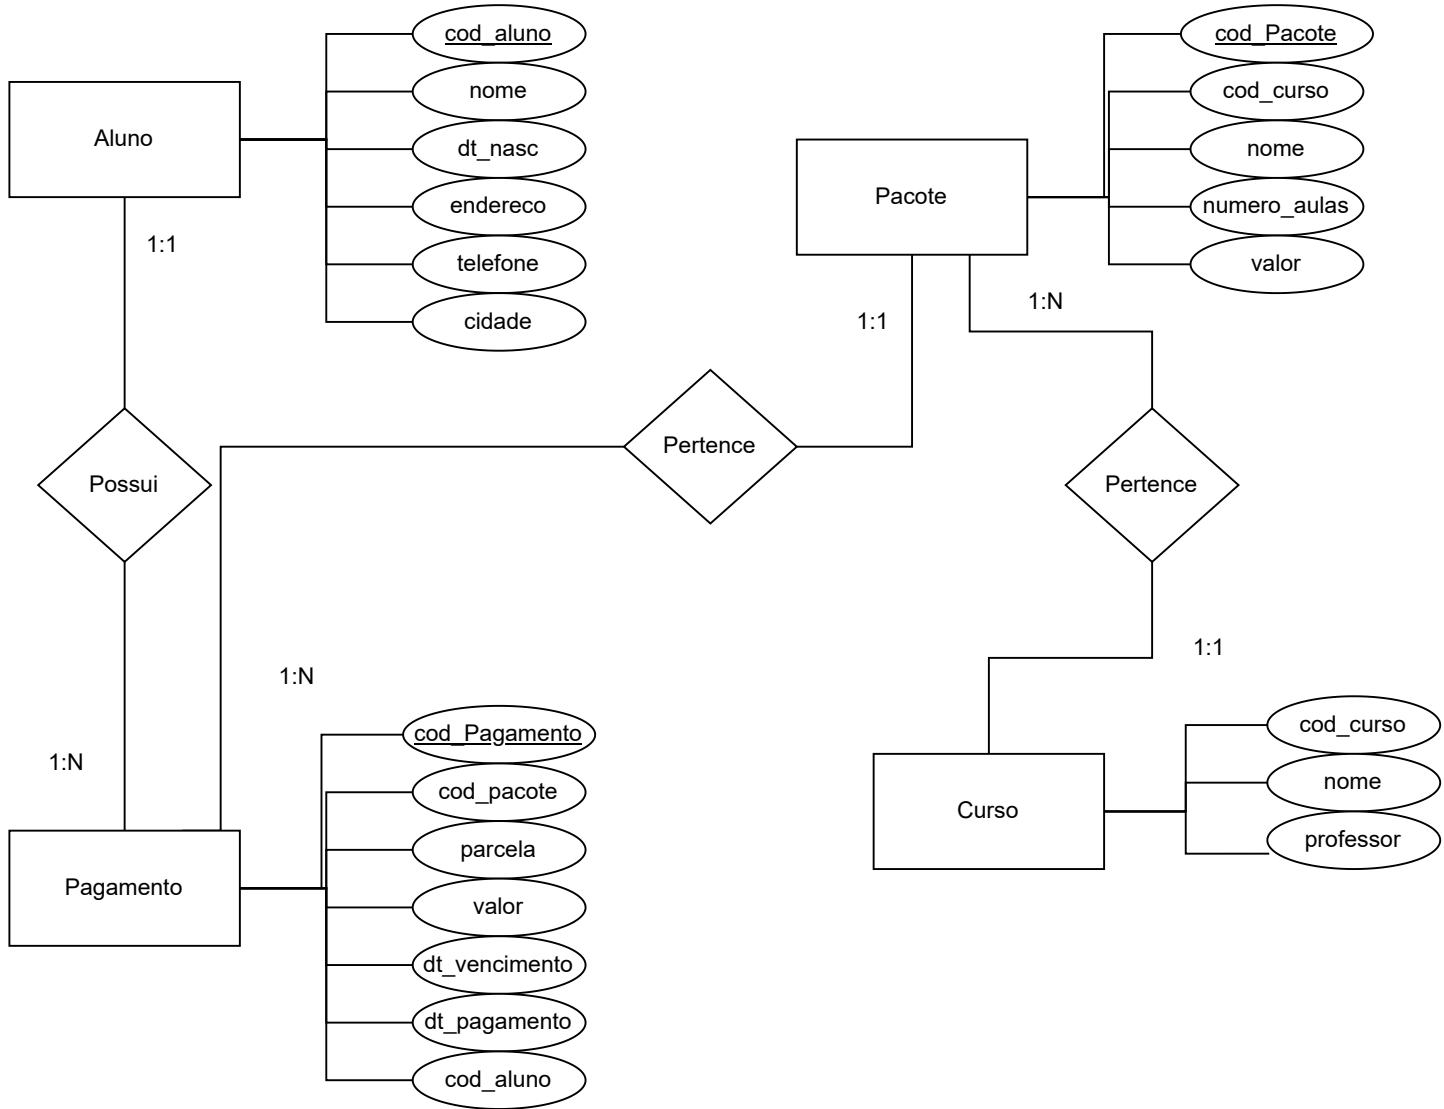 cod_aluno
nome
dt_nasc
endereco
telefone
cidade
Aluno
1:1
cod_Pacote
cod_curso
nome
numero_aulas
valor
Pacote
1:1
1:N
Possui
Pertence
Pertence
1:N
1:N
1:1
cod_Pagamento
cod_pacote
parcela
valor
dt_vencimento
dt_pagamento
cod_aluno
Pagamento
cod_curso
nome
professor
Curso